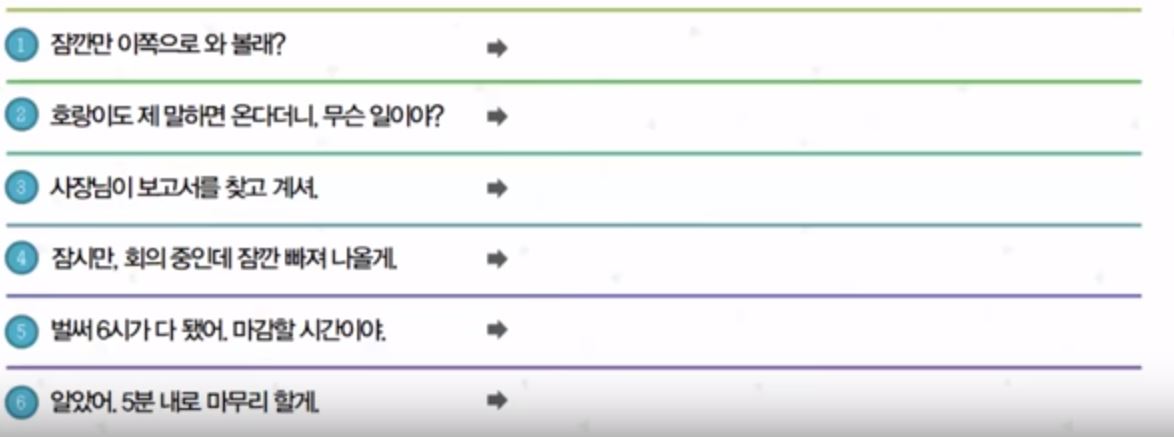 1 잠깐만 이쪽으로 와 볼래? ➡
2 호랑이도 제 말하면 온다더니, 무슨 일이야? ➡
3 사장님이 보고서를 찾고 계셔. ➡
4 잠시만, 회의 중인데 잠깐 빠져 나올게. ➡
5 벌써 6시가 다 됐어. 마감할 시간이야. ➡
6 알았어. 5분 내로 마무리 할게. ➡